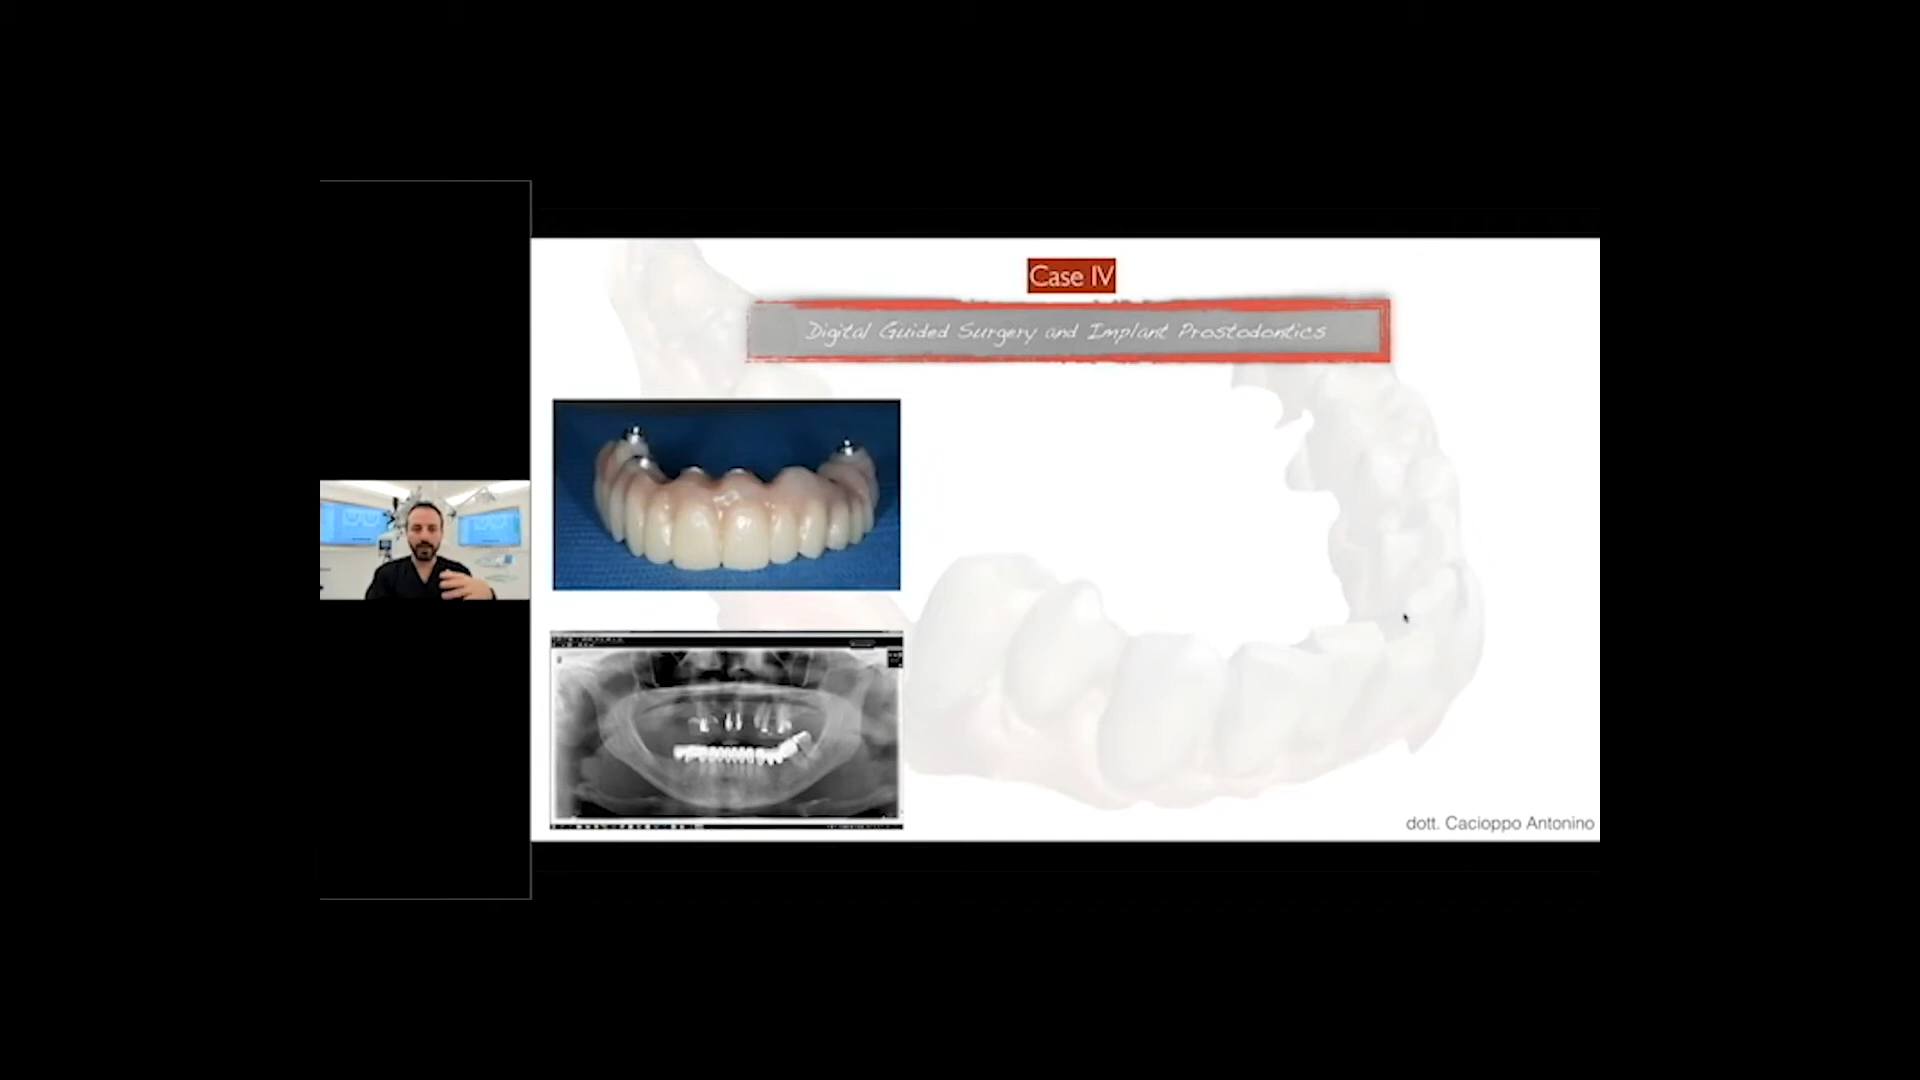 Case IV
Digital Guided Surgery and Implant Prostodontics
dott. Cacioppo Antonino